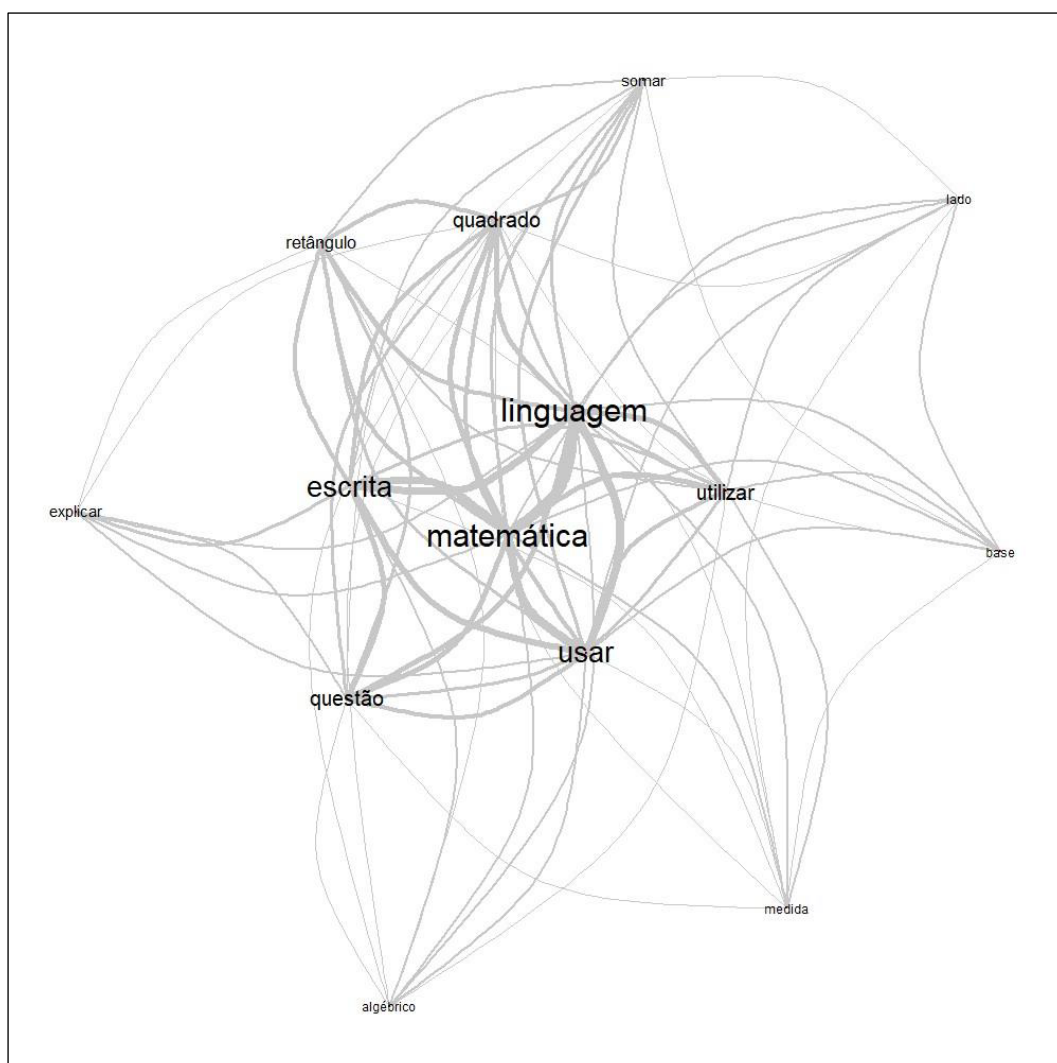 somar
lado
quadrado
retângulo
linguagem
escrita
utilizar
explicar
matemática
base
usar
questão
medida
algébrico